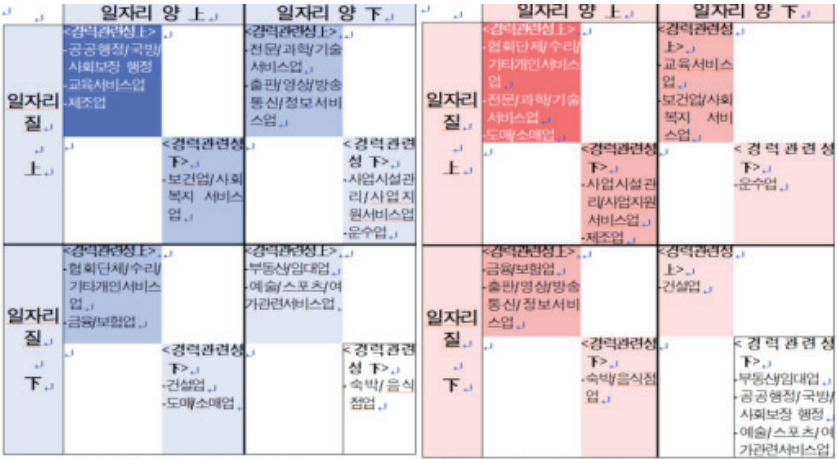 일자리 양 上
일자리 양 下
일자리
질
上
<경력관련성上>
-공공행정/국방/
사회보장 행정
-교육서비스업
-제조업
<경력관련성
下>
-보건업/사회
복지 서비스
업
<경력관련성上>
-전문/과학/기술
서비스업
-출판/영상/방송
통신/정보서비
스업
<경력관련
성 下>
-사업시설관
리/사업지
원서비스업
-운수업
일자리
질
下
<경력관련성上>
-협회단체/수리/
기타개인서비스
업
-금융/보험업
<경력관련성
下>
-건설업
-도매/소매업
<경력관련성上>
-부동산/임대업
-예술/스포츠/여
가관련서비스업
<경력관련
성 下>
-숙박/음식
점업
일자리 양 上
일자리 양 下
일자리
질
上
<경력관련성上>
-협회단체/수리/
기타개인서비스
업
-전문/과학/기술
서비스업
-도매/소매업
<경력관련성
下>
-사업시설관
리/사업지원
서비스업
-제조업
<경력관련성
上>
-교육서비스
업
-보건업/사회
복지 서비
스업
<경력관련성
下>
-운수업
일자리
질
下
<경력관련성上>
-금융/보험업
-출판/영상/방송
통신/정보서비
스업
<경력관련성
下>
-숙박/음식점
업
<경력관련성
上>
-건설업
<경력관련성
下>
-부동산/임대업
-공공행정/국방/
사회보장 행정
-예술/스포츠/여
가관련서비스업